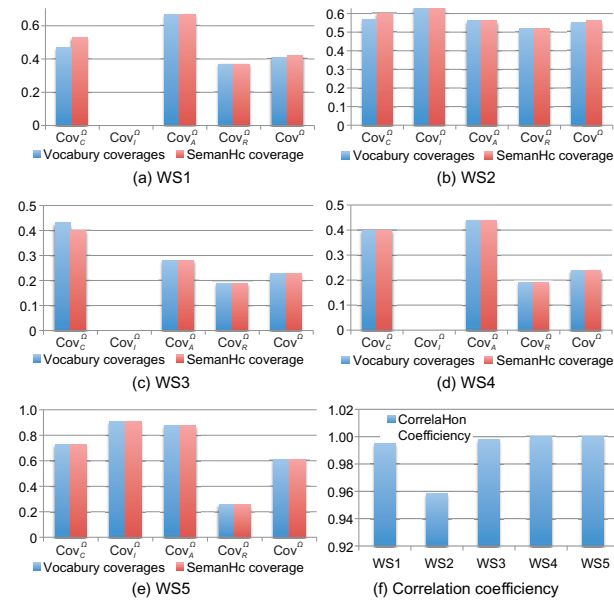 0.6
0.4
0.2
0
Cov_C^Ω Cov_I^Ω Cov_A^Ω Cov_R^Ω Cov^Ω
Vocabury coverages SemanHc coverage
(a) WS1
0.6
0.5
0.4
0.3
0.2
0.1
0
Cov_C^Ω Cov_I^Ω Cov_A^Ω Cov_R^Ω Cov^Ω
Vocabury coverages SemanHc coverage
(b) WS2
0.5
0.4
0.3
0.2
0.1
0
Cov_C^Ω Cov_I^Ω Cov_A^Ω Cov_R^Ω Cov^Ω
Vocabury coverages SemanHc coverage
(c) WS3
0.5
0.4
0.3
0.2
0.1
0
Cov_C^Ω Cov_I^Ω Cov_A^Ω Cov_R^Ω Cov^Ω
Vocabury coverages SemanHc coverage
(d) WS4
1.0
0.8
0.6
0.4
0.2
0
Cov_C^Ω Cov_I^Ω Cov_A^Ω Cov_R^Ω Cov^Ω
Vocabury coverages SemanHc coverage
(e) WS5
1.02
1.00
0.98
0.96
0.94
0.92
CorrelaHon
Coefficiency
WS1 WS2 WS3 WS4 WS5
(f) Correlation coefficiency